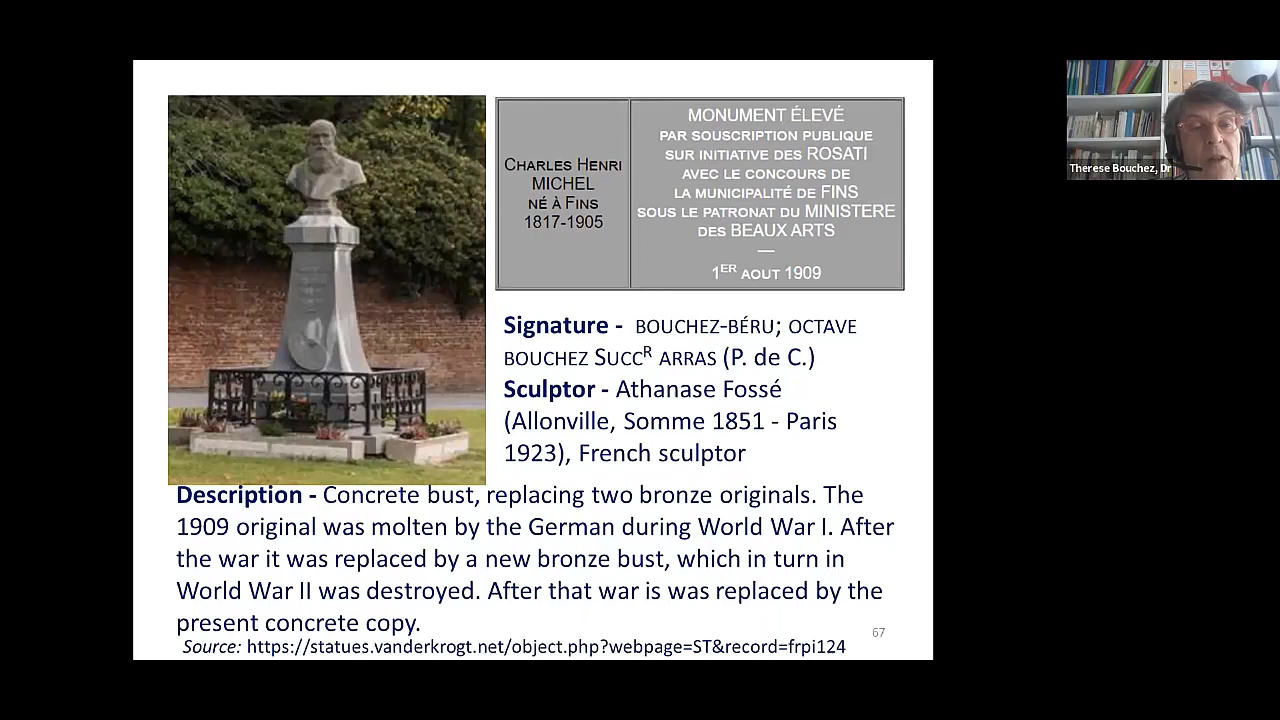 CHARLES HENRI
MICHEL
NÉ À FINS
1817-1905
MONUMENT ÉLEVÉ
PAR SOUSCRIPTION PUBLIQUE
SUR INITIATIVE DES ROSATI
AVEC LE CONCOURS DE
LA MUNICIPALITÉ DE FINS
SOUS LE PATRONAT DU MINISTERE
DES BEAUX ARTS
—
1ER AOUT 1909
Signature - BOUCHEZ-BÉRU; OCTAVE
BOUCHEZ SUCCR ARRAS (P. de C.)
Sculptor - Athanase Fossé
(Allonville, Somme 1851 - Paris
1923), French sculptor
Description - Concrete bust, replacing two bronze originals. The
1909 original was molten by the German during World War I. After
the war it was replaced by a new bronze bust, which in turn in
World War II was destroyed. After that war is was replaced by the
present concrete copy.
67
Source: https://statues.vanderkrogt.net/object.php?webpage=ST&record=frpi124
Therese Bouchez, Dr